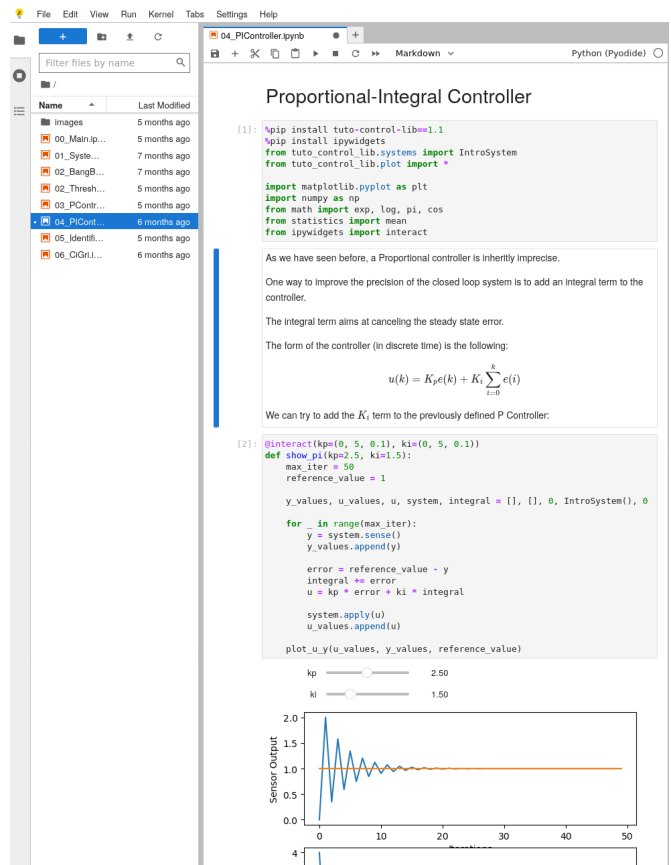 File Edit View Run Kernel Tabs Settings Help
04_PIController.ipynb
Markdown
Python (Pyodide)
Filter files by name
/
Name Last Modified
images 5 months ago
00_Main.ip... 5 months ago
01_Syste... 7 months ago
02_BangB... 7 months ago
02_Thresh... 5 months ago
03_PContr... 5 months ago
04_PICont... 6 months ago
05_Identifi... 5 months ago
06_CiGri.i... 6 months ago
Proportional-Integral Controller
[1]: %pip install tuto-control-lib==1.1
%pip install ipywidgets
from tuto_control_lib.systems import IntroSystem
from tuto_control_lib.plot import *
import matplotlib.pyplot as plt
import numpy as np
from math import exp, log, pi, cos
from statistics import mean
from ipywidgets import interact
As we have seen before, a Proportional controller is inheritly imprecise.
One way to improve the precision of the closed loop system is to add an integral term to the
controller.
The integral term aims at canceling the steady state error.
The form of the controller (in discrete time) is the following:
u(k) = K_p e(k) + K_i \sum_{i=0}^{k} e(i)
We can try to add the K_i term to the previously defined P Controller:
[2]: @interact(kp=(0, 5, 0.1), ki=(0, 5, 0.1))
def show_pi(kp=2.5, ki=1.5):
max_iter = 50
reference_value = 1
y_values, u_values, u, system, integral = [], [], 0, IntroSystem(), 0
for _ in range(max_iter):
y = system.sense()
y_values.append(y)
error = reference_value - y
integral += error
u = kp * error + ki * integral
system.apply(u)
u_values.append(u)
plot_u_y(u_values, y_values, reference_value)
kp 2.50
ki 1.50
2.0
1.5
1.0
0.5
0.0
Sensor Output
0 10 20 30 40 50
4